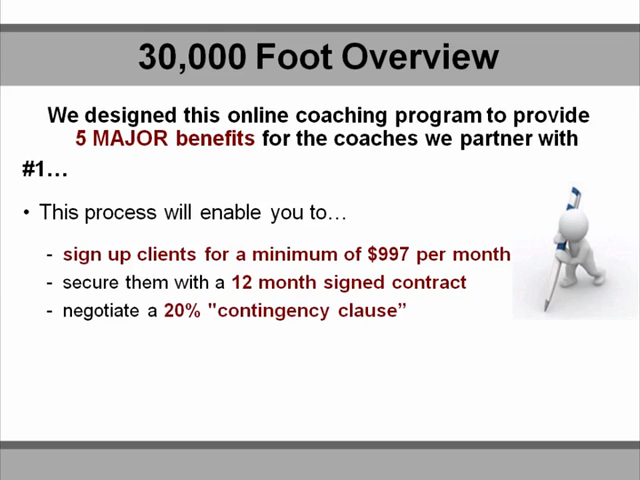 30,000 Foot Overview
We designed this online coaching program to provide
5 MAJOR benefits for the coaches we partner with
#1…
• This process will enable you to…
- sign up clients for a minimum of $997 per month
- secure them with a 12 month signed contract
- negotiate a 20% "contingency clause”